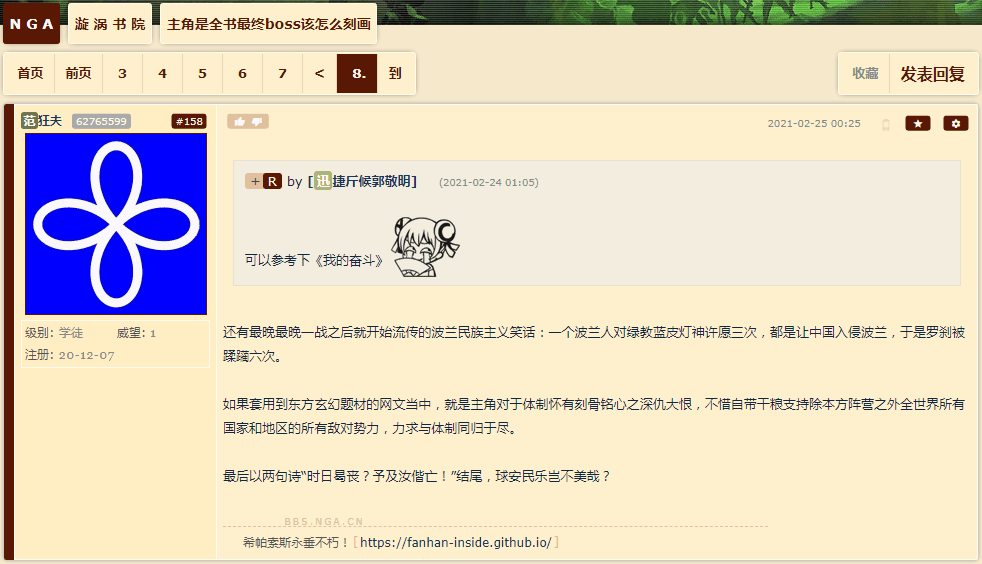 NGA 漩涡书院 主角是全书最终boss该怎么刻画
首页 前页 3 4 5 6 7 < 8. 到 收藏 发表回复
范狂夫 62765599 #158
2021-02-25 00:25
+ R by [迅捷斤候郭敬明] (2021-02-24 01:05)
可以参考下《我的奋斗》
级别: 学徒 威望: 1
注册: 20-12-07
还有最晚最晚一战之后就开始流传的波兰民族主义笑话：一个波兰人对绿教蓝皮灯神许愿三次，都是让中国入侵波兰，于是罗刹被
蹂躏六次。
如果套用到东方玄幻题材的网文当中，就是主角对于体制怀有刻骨铭心之深仇大恨，不惜自带干粮支持除本方阵营之外全世界所有
国家和地区的所有敌对势力，力求与体制同归于尽。
最后以两句诗“时日曷丧？予及汝偕亡！”结尾，球安民乐岂不美哉？
BBS.NGA.CN
希帕索斯永垂不朽！[ https://fanhan-inside.github.io/ ]